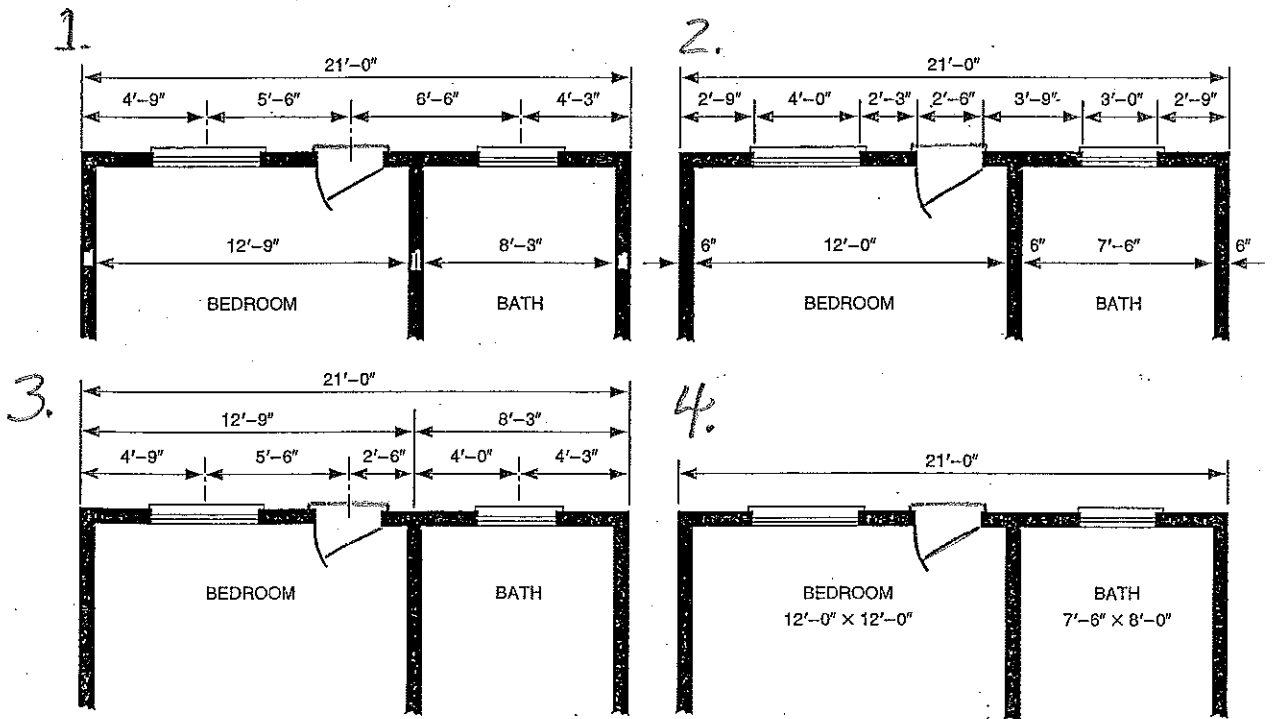 1.
21'–0"
4'–9" 5'–6" 6'–6" 4'–3"
12'–9" 8'–3"
BEDROOM BATH
2.
21'–0"
2'–9" 4'–0" 2'–3" 2'–6" 3'–9" 3'–0" 2'–9"
6" 12'–0" 6" 7'–6" 6"
BEDROOM BATH
3.
21'–0"
12'–9" 8'–3"
4'–9" 5'–6" 2'–6" 4'–0" 4'–3"
BEDROOM BATH
4.
21'–0"
BEDROOM BATH
12'–0" × 12'–0" 7'–6" × 8'–0"